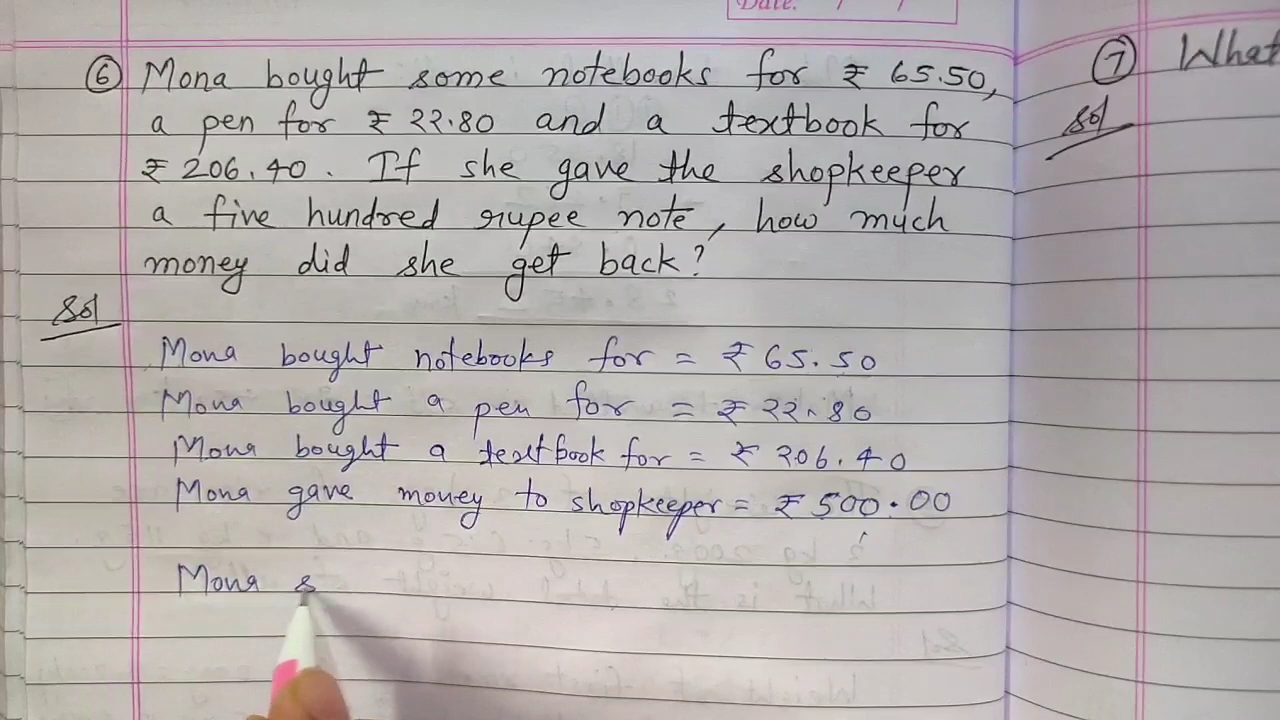 Date: / /
⑥ Mona bought some notebooks for ₹ 65.50,
a pen for ₹ 22.80 and a textbook for
₹ 206.40. If she gave the shopkeeper
a five hundred rupee note, how much
money did she get back?
Sol
Mona bought notebooks for = ₹ 65.50
Mona bought a pen for = ₹ 22.80
Mona bought a textbook for = ₹ 206.40
Mona gave money to shopkeeper = ₹ 500.00
Mona s
⑦ What
Sol